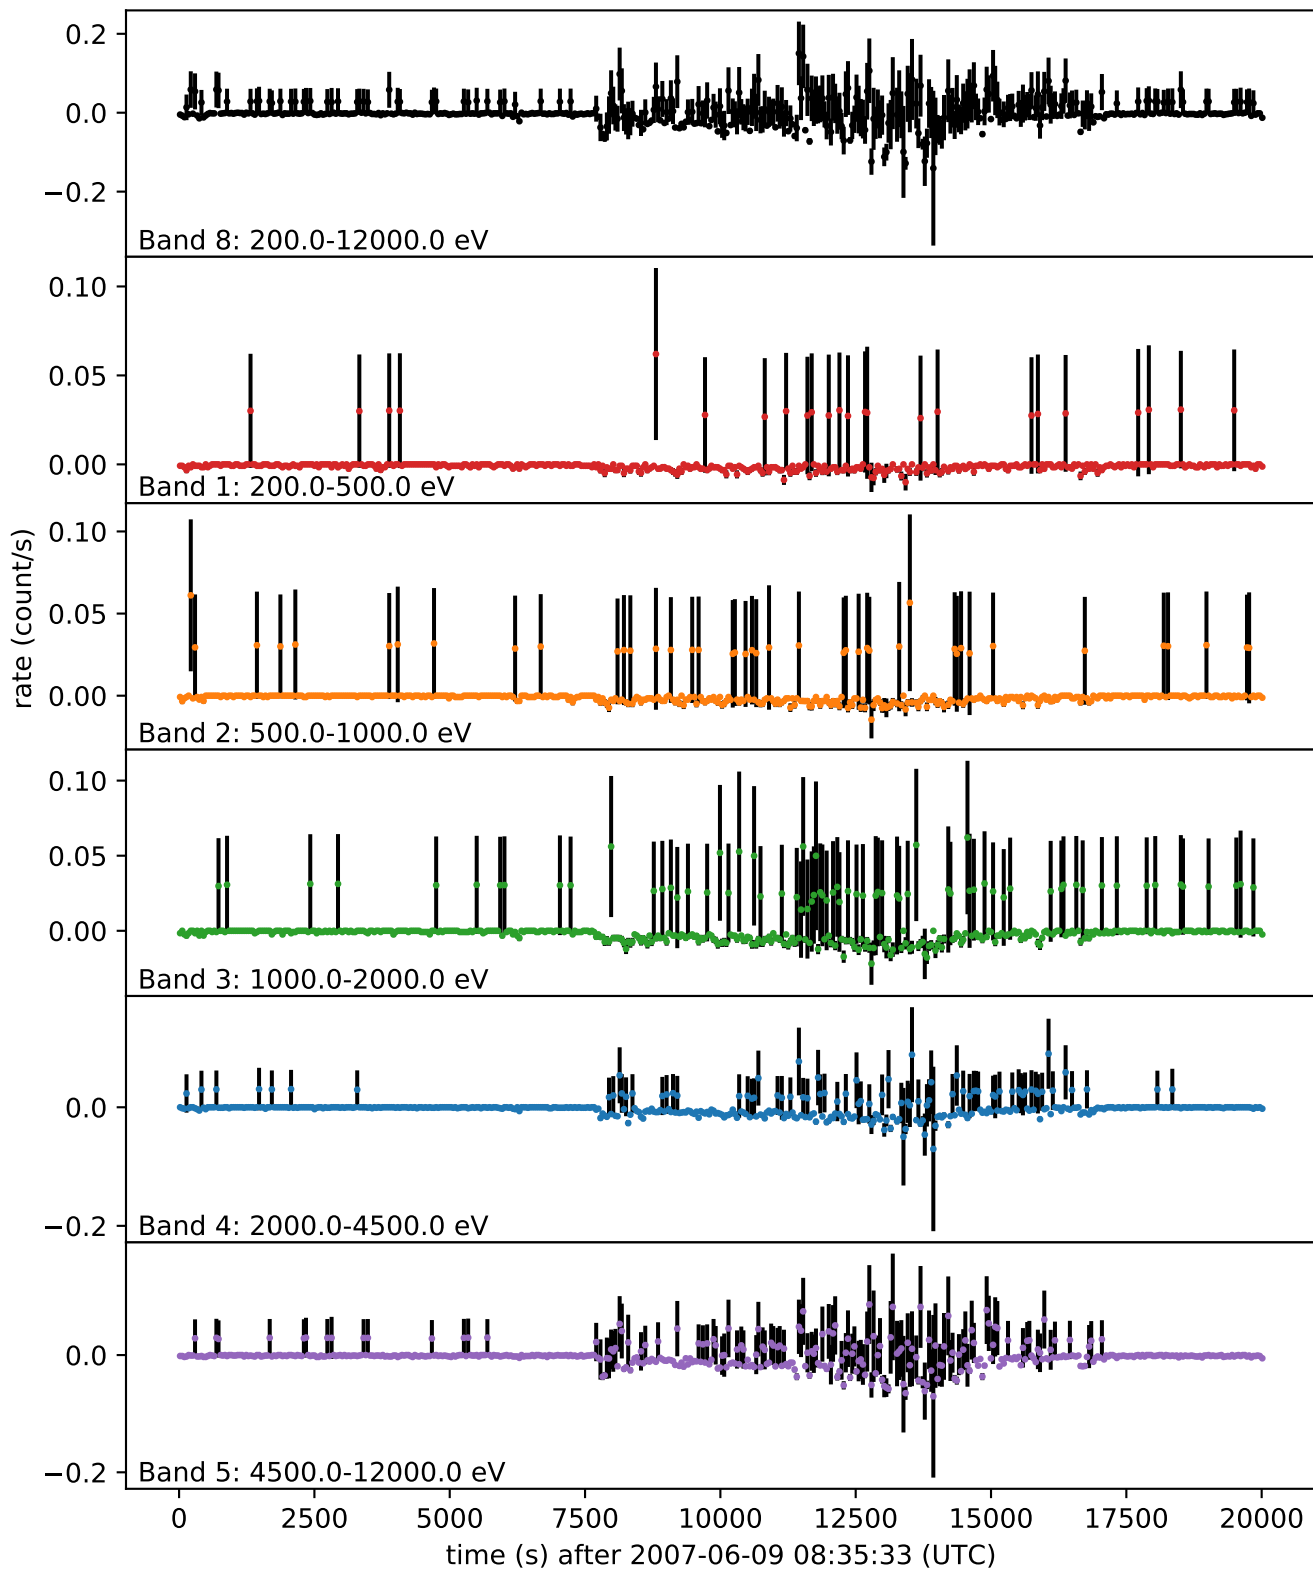 0.2
0.0
−0.2
Band 8: 200.0-12000.0 eV
0.10
0.05
0.00
Band 1: 200.0-500.0 eV
0.10
0.05
0.00
Band 2: 500.0-1000.0 eV
rate (count/s)
0.10
0.05
0.00
Band 3: 1000.0-2000.0 eV
0.0
−0.2
Band 4: 2000.0-4500.0 eV
0.0
−0.2
Band 5: 4500.0-12000.0 eV
0 2500 5000 7500 10000 12500 15000 17500 20000
time (s) after 2007-06-09 08:35:33 (UTC)